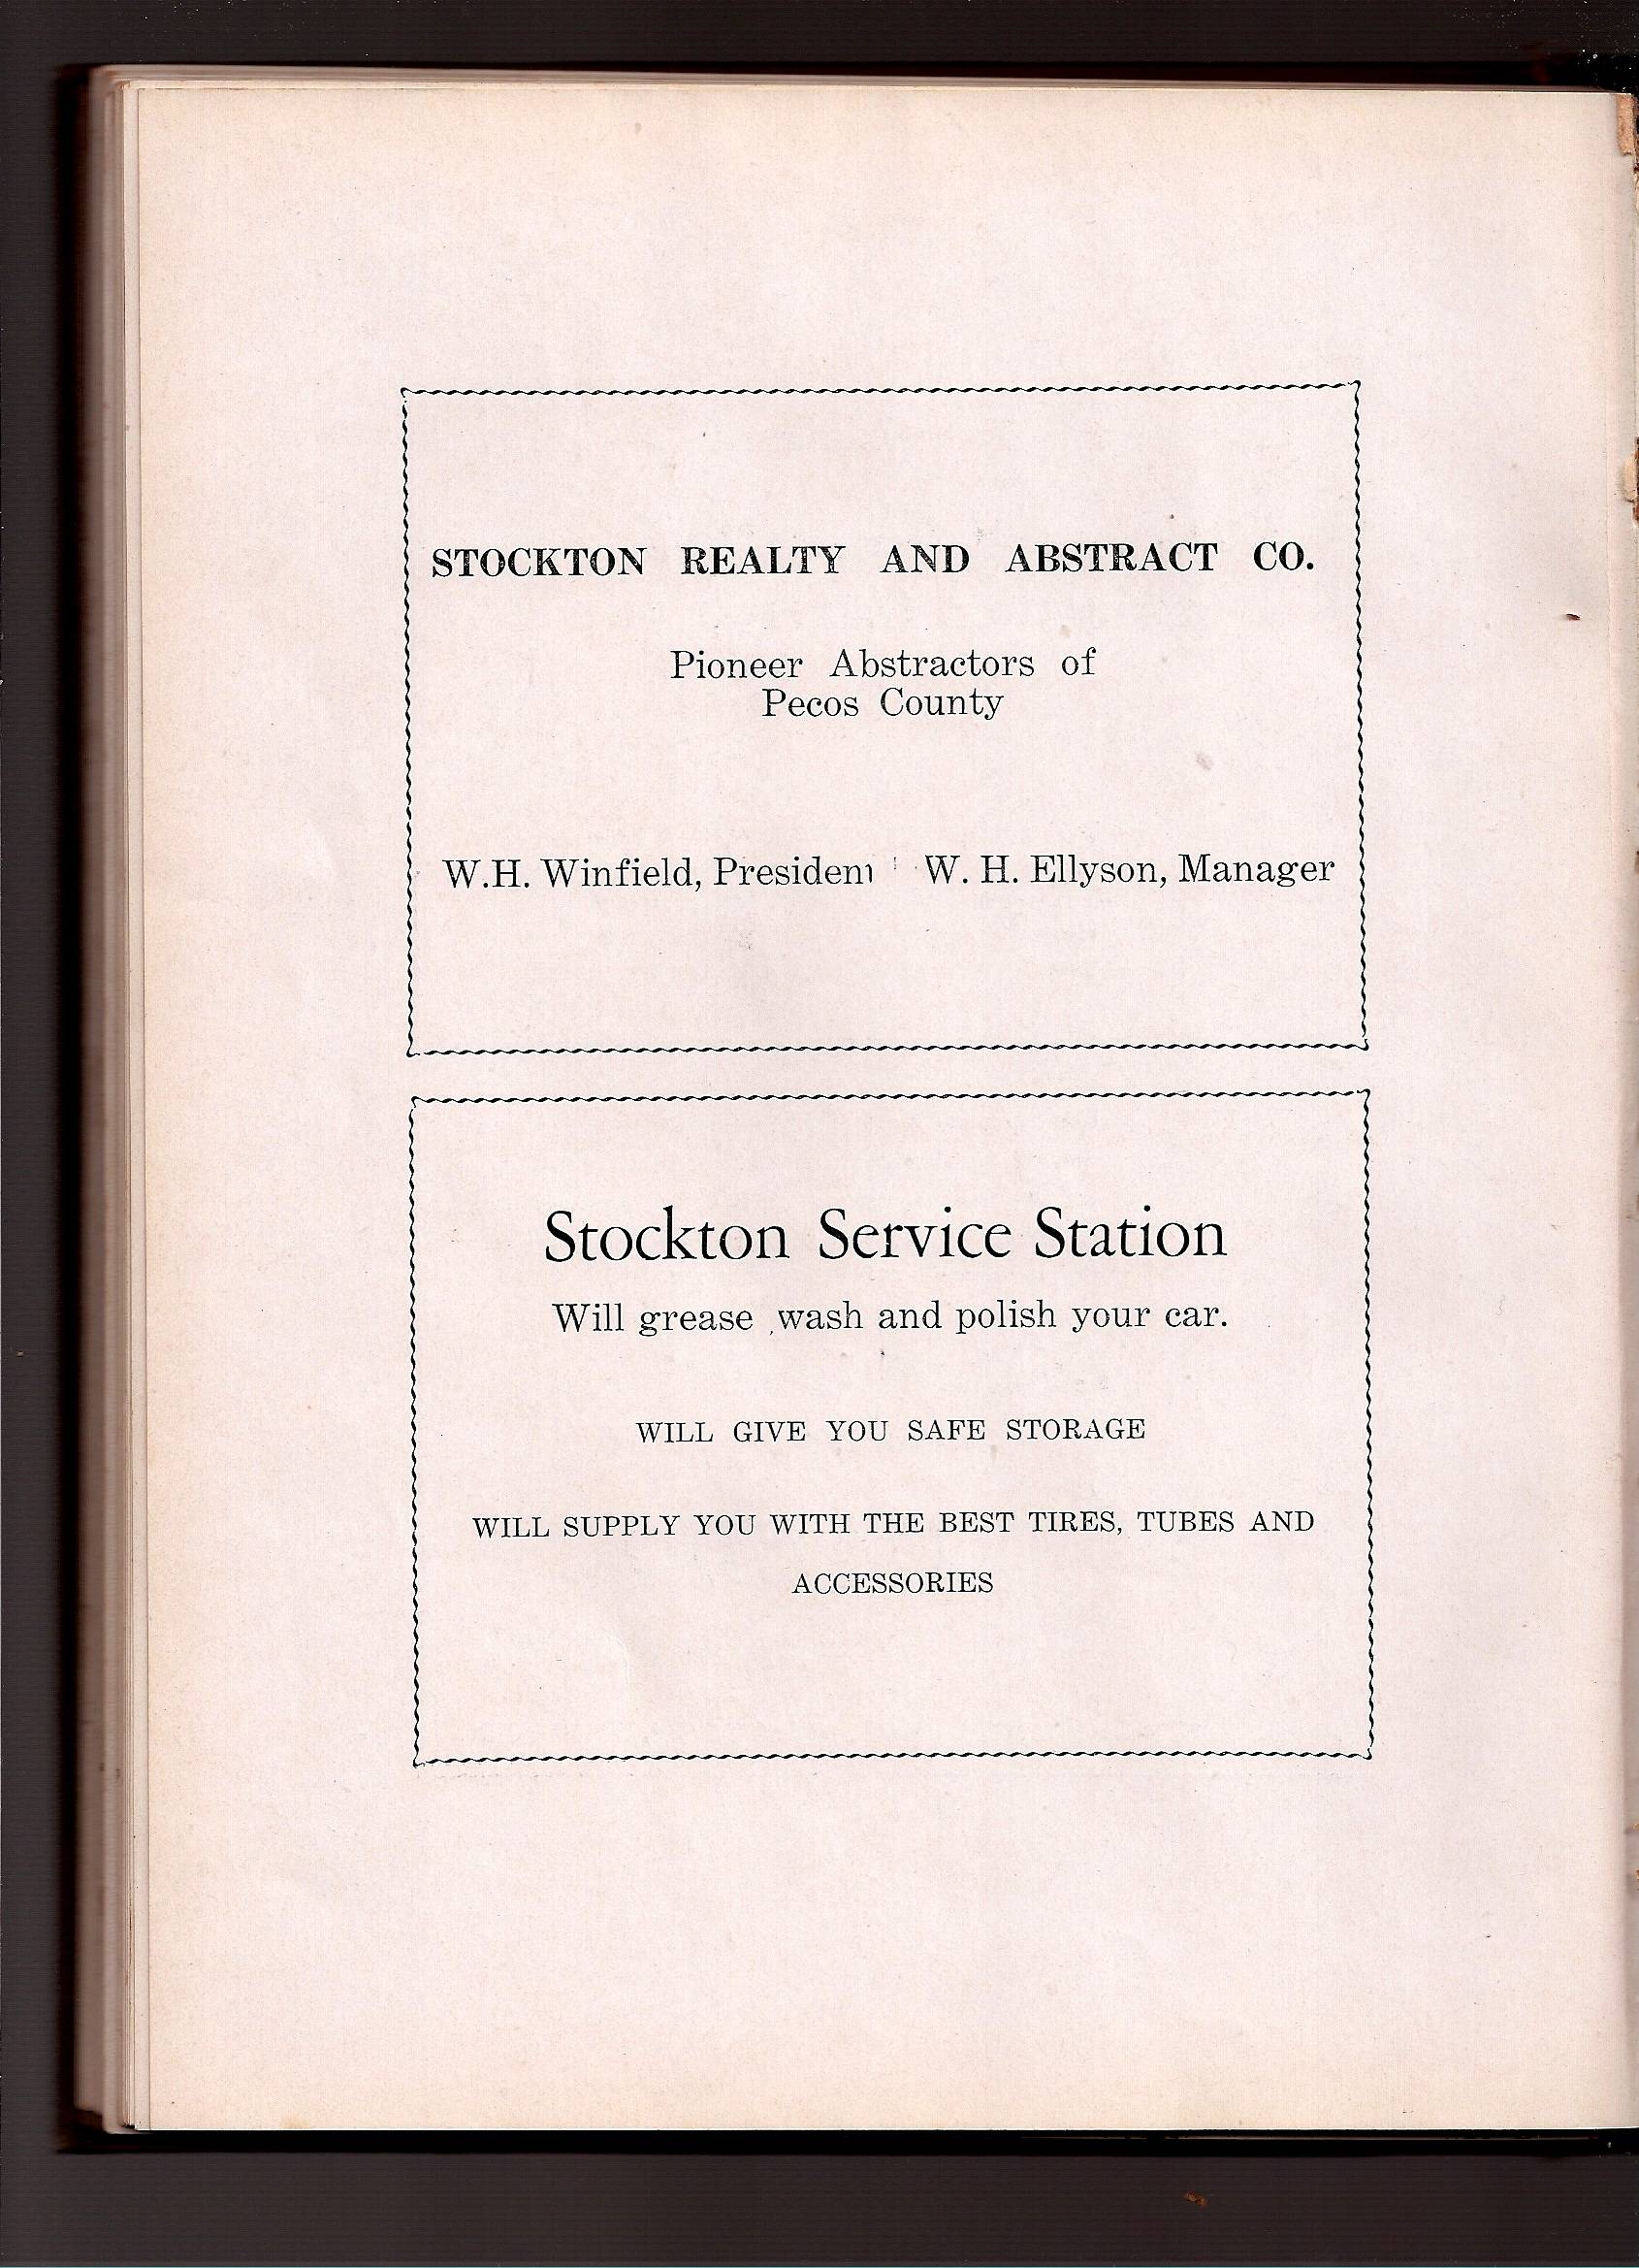 STOCKTON REALTY AND ABSTRACT CO.
Pioneer Abstractors of
Pecos County
W.H. Winfield, President W. H. Ellyson, Manager
Stockton Service Station
Will grease ,wash and polish your car.
WILL GIVE YOU SAFE STORAGE
WILL SUPPLY YOU WITH THE BEST TIRES, TUBES AND
ACCESSORIES